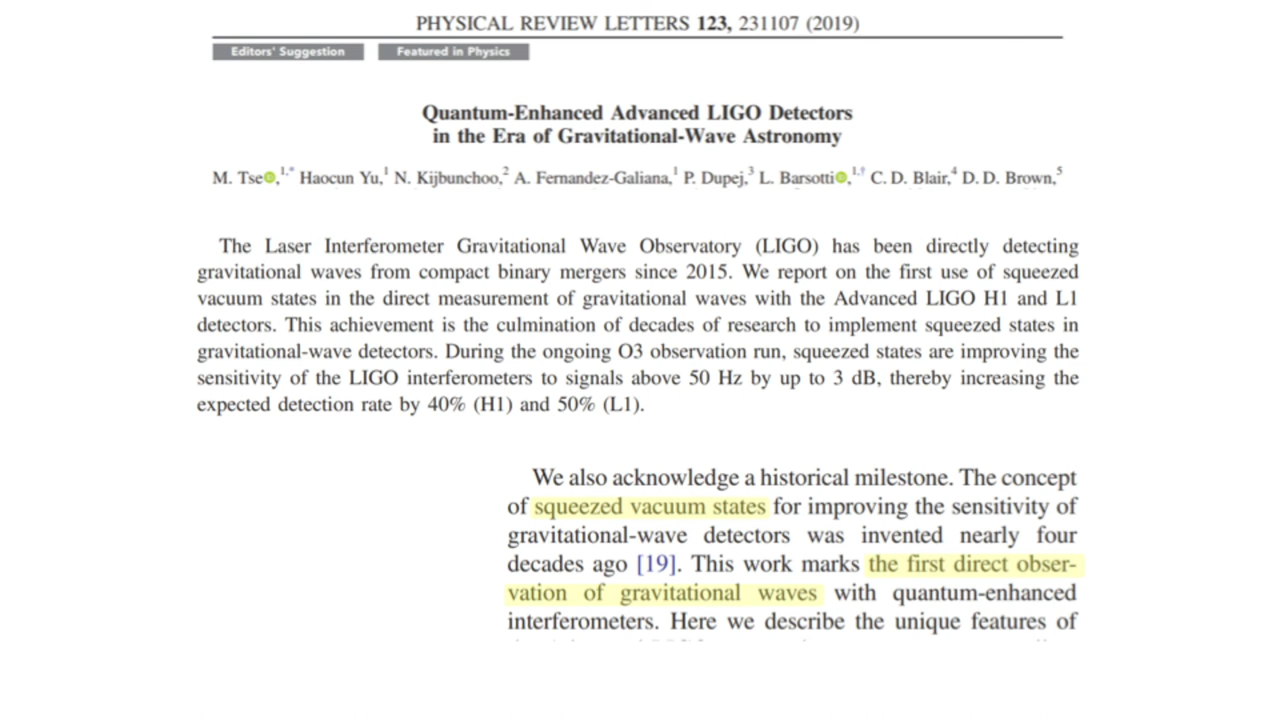 PHYSICAL REVIEW LETTERS 123, 231107 (2019)
Editors' Suggestion Featured in Physics
Quantum-Enhanced Advanced LIGO Detectors
in the Era of Gravitational-Wave Astronomy
M. Tse,1,* Haocun Yu,1 N. Kijbunchoo,2 A. Fernandez-Galiana,1 P. Dupej,3 L. Barsotti,1,† C. D. Blair,4 D. D. Brown,5
The Laser Interferometer Gravitational Wave Observatory (LIGO) has been directly detecting
gravitational waves from compact binary mergers since 2015. We report on the first use of squeezed
vacuum states in the direct measurement of gravitational waves with the Advanced LIGO H1 and L1
detectors. This achievement is the culmination of decades of research to implement squeezed states in
gravitational-wave detectors. During the ongoing O3 observation run, squeezed states are improving the
sensitivity of the LIGO interferometers to signals above 50 Hz by up to 3 dB, thereby increasing the
expected detection rate by 40% (H1) and 50% (L1).
We also acknowledge a historical milestone. The concept
of squeezed vacuum states for improving the sensitivity of
gravitational-wave detectors was invented nearly four
decades ago [19]. This work marks the first direct obser-
vation of gravitational waves with quantum-enhanced
interferometers. Here we describe the unique features of